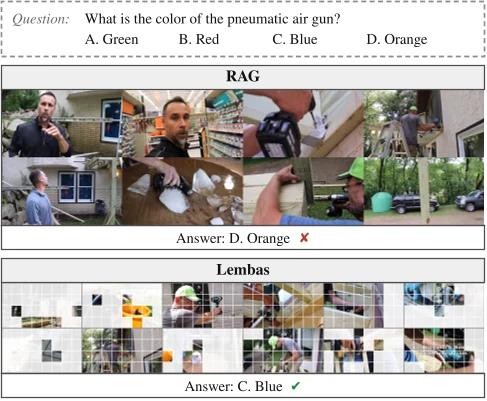 Question: What is the color of the pneumatic air gun?
A. Green B. Red C. Blue D. Orange
RAG
Answer: D. Orange ✘
Lembas
Answer: C. Blue ✔